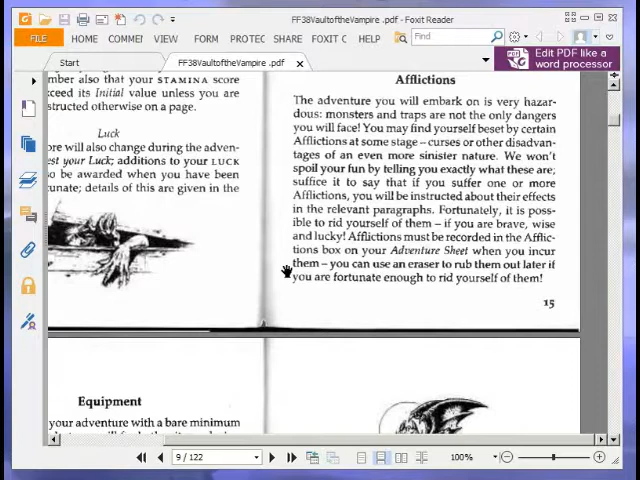 FF38VaultoftheVampire .pdf - Foxit Reader
FILE HOME COMMEI FORM PROTEC SHARE FOXIT C HELP Find
Start FF38VaultoftheVampire .pdf Edit PDF like a
word processor
mber also that your STAMINA score
xceed its Initial value unless you are
structed otherwise on a page.
Luck
ore will also change during the adven-
est your Luck; additions to your LUCK
so be awarded when you have been
tunate; details of this are given in the
Afflictions
The adventure you will embark on is very hazar-
dous: monsters and traps are not the only dangers
you will face! You may find yourself beset by certain
Afflictions at some stage – curses or other disadvan-
tages of an even more sinister nature. We won't
spoil your fun by telling you exactly what these are;
suffice it to say that if you suffer one or more
Afflictions, you will be instructed about their effects
in the relevant paragraphs. Fortunately, it is poss-
ible to rid yourself of them – if you are brave, wise
and lucky! Afflictions must be recorded in the Afflic-
tions box on your Adventure Sheet when you incur
them – you can use an eraser to rub them out later if
you are fortunate enough to rid yourself of them!
15
Equipment
your adventure with a bare minimum
9 / 122 100%